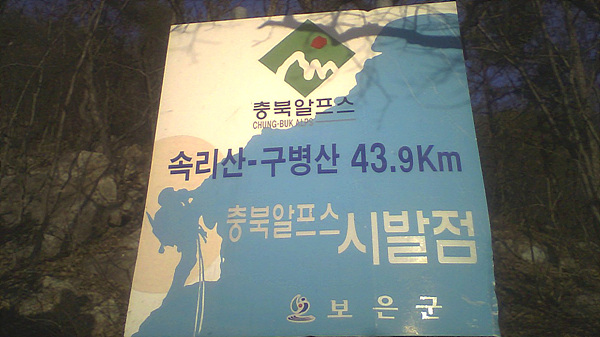 충북알프스
CHUNG-BUK ALPS
속리산-구병산 43.9Km
충북알프스 시발점
보은군